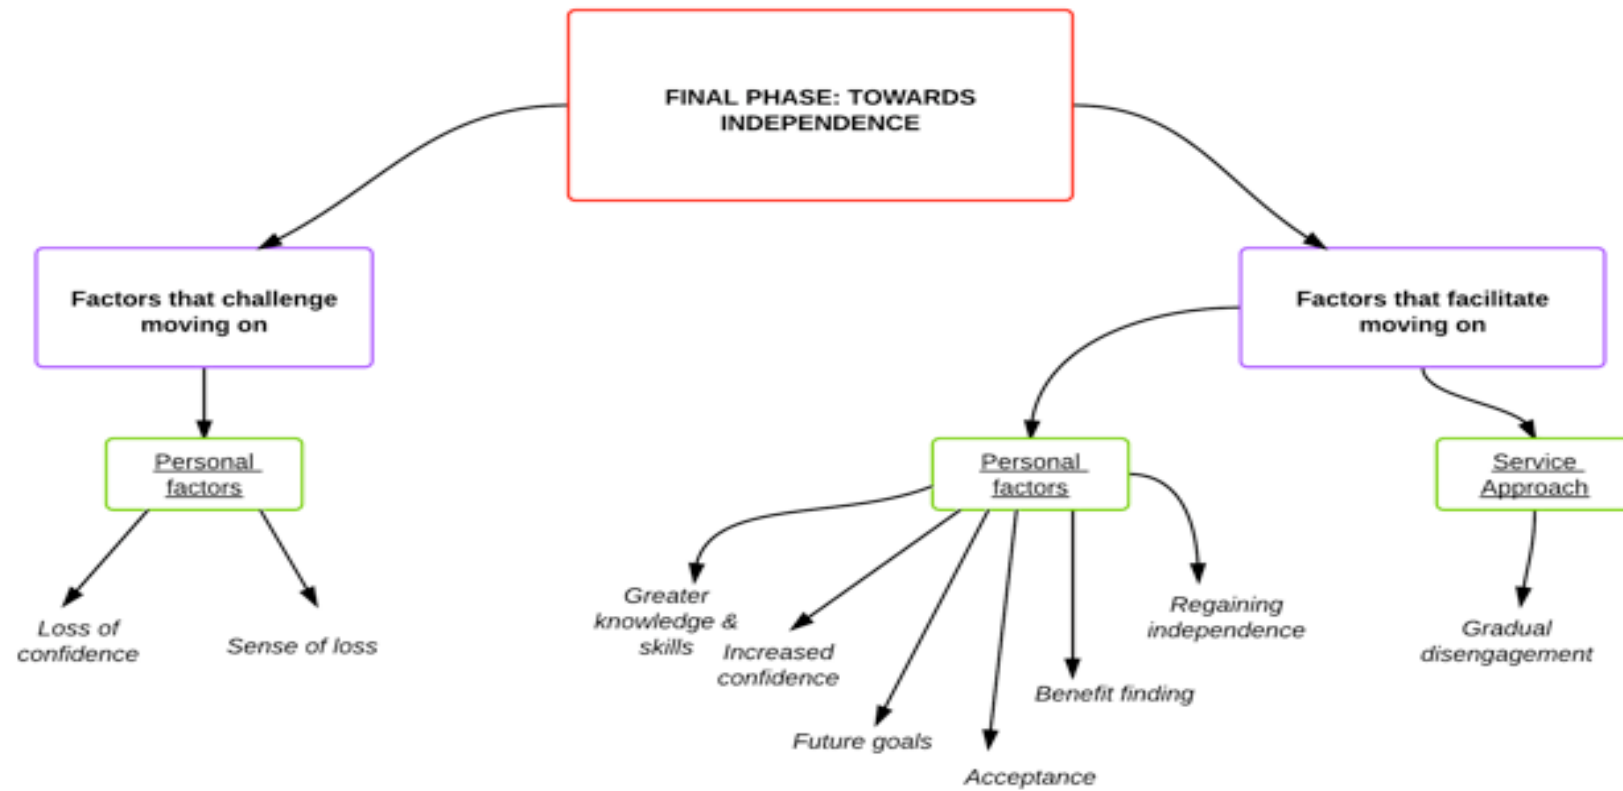 FINAL PHASE: TOWARDS
INDEPENDENCE
Factors that challenge
moving on
Factors that facilitate
moving on
Personal
factors
Personal
factors
Service
Approach
Loss of
confidence
Sense of loss
Greater
knowledge &
skills
Increased
confidence
Future goals
Acceptance
Benefit finding
Regaining
independence
Gradual
disengagement